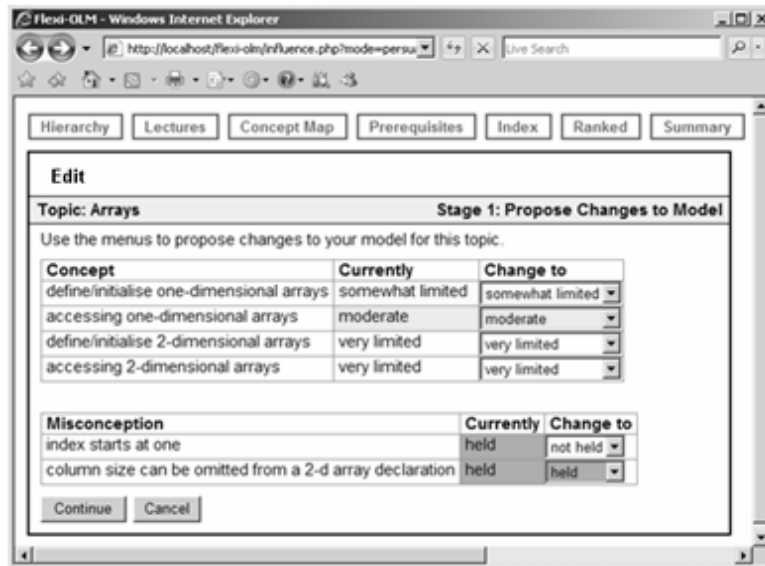 Flexi-OLM - Windows Internet Explorer
http://localhost/flexi-olm/influence.php?mode=persua
Live Search
Hierarchy Lectures Concept Map Prerequisites Index Ranked Summary
Edit
Topic: Arrays Stage 1: Propose Changes to Model
Use the menus to propose changes to your model for this topic.
Concept Currently Change to
define/initialise one-dimensional arrays somewhat limited somewhat limited
accessing one-dimensional arrays moderate moderate
define/initialise 2-dimensional arrays very limited very limited
accessing 2-dimensional arrays very limited very limited
Misconception Currently Change to
index starts at one held not held
column size can be omitted from a 2-d array declaration held held
Continue Cancel